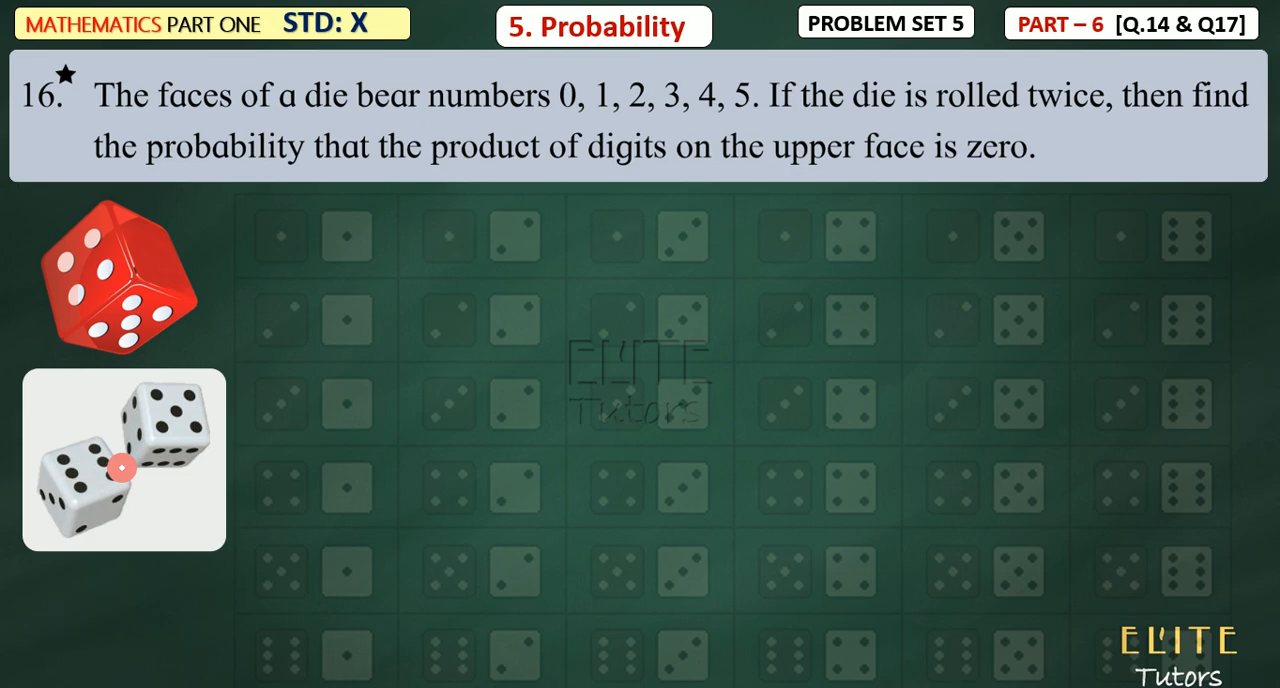 MATHEMATICS PART ONE STD: X
5. Probability
PROBLEM SET 5
PART – 6 [Q.14 & Q17]
16.★ The faces of a die bear numbers 0, 1, 2, 3, 4, 5. If the die is rolled twice, then find
the probability that the product of digits on the upper face is zero.
ELITE
Tutors
ELITE
Tutors